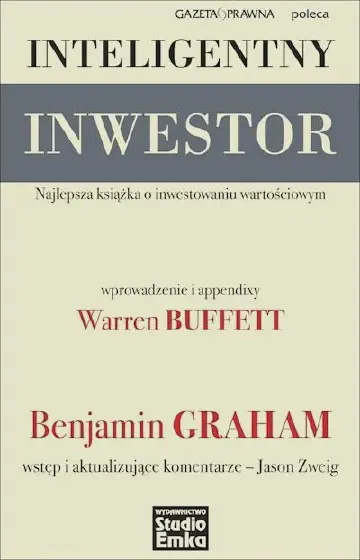 GAZETA PRAWNA poleca
INTELIGENTNY
INWESTOR
Najlepsza książka o inwestowaniu wartościowym
wprowadzenie i appendixy
Warren BUFFETT
Benjamin GRAHAM
wstęp i aktualizujące komentarze – Jason Zweig
WYDAWNICTWO
Studio
Emka